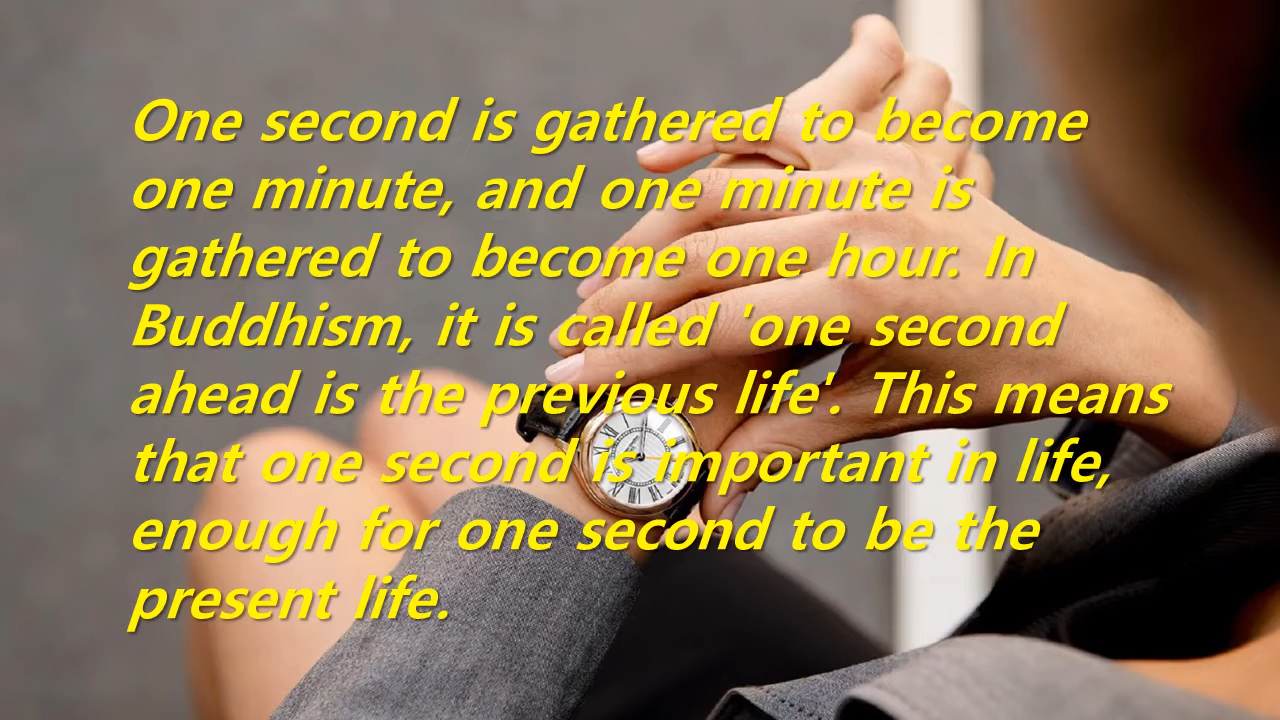 One second is gathered to become
one minute, and one minute is
gathered to become one hour. In
Buddhism, it is called 'one second
ahead is the previous life'. This means
that one second is important in life,
enough for one second to be the
present life.